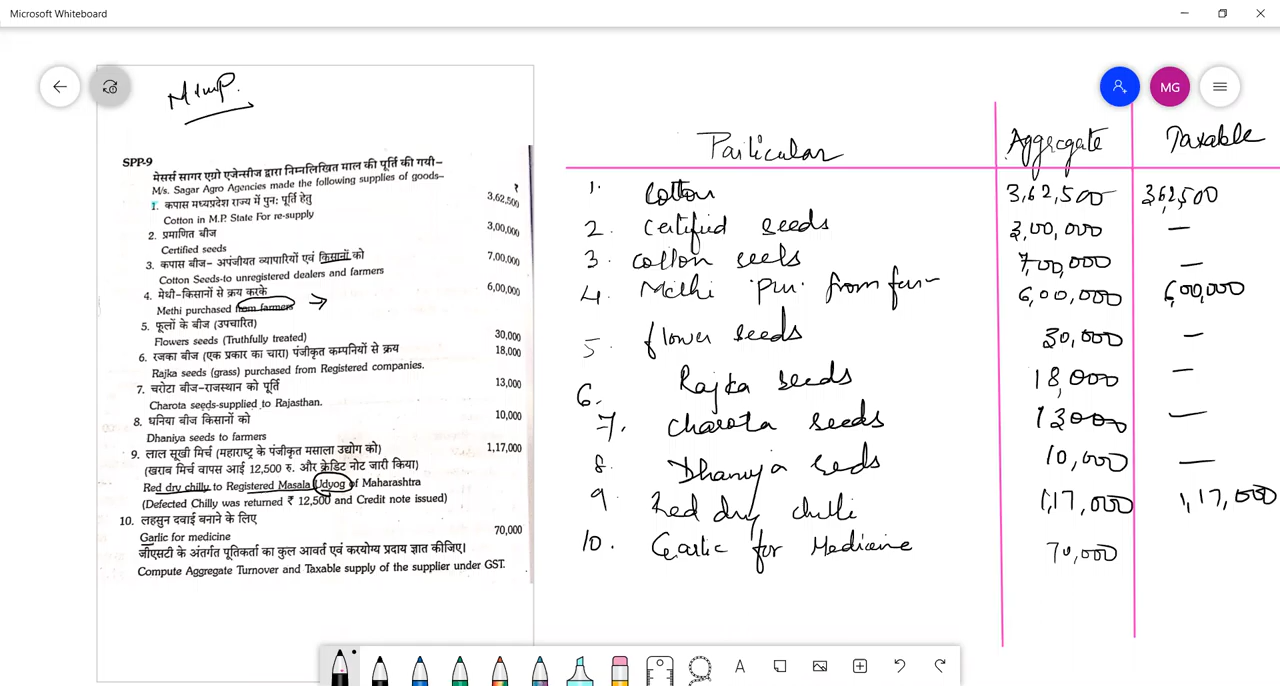 Microsoft Whiteboard
MG
M Imp.
SPP-9
मेसर्स सागर एग्रो एजेन्सीज द्वारा निम्नलिखित माल की पूर्ति की गयी–
M/s. Sagar Agro Agencies made the following supplies of goods–
₹
1. कपास मध्यप्रदेश राज्य में पुनः पूर्ति हेतु 3,62,500
Cotton in M.P. State For re-supply
2. प्रमाणित बीज 3,00,000
Certified seeds
3. कपास बीज- अपंजीयत व्यापारियों एवं किसानों को 7,00,000
Cotton Seeds-to unregistered dealers and farmers
4. मेथी-किसानों से क्रय करके 6,00,000
Methi purchased from farmers
5. फूलों के बीज (उपचारित)
Flowers seeds (Truthfully treated) 30,000
6. रजका बीज (एक प्रकार का चारा) पंजीकृत कम्पनियों से क्रय 18,000
Rajka seeds (grass) purchased from Registered companies.
7. चरोटा बीज-राजस्थान को पूर्ति 13,000
Charota seeds-supplied to Rajasthan.
8. धनिया बीज किसानों को 10,000
Dhaniya seeds to farmers
9. लाल सूखी मिर्च (महाराष्ट्र के पंजीकृत मसाला उद्योग को) 1,17,000
(खराब मिर्च वापस आई 12,500 रु. और क्रेडिट नोट जारी किया)
Red dry chilly to Registered Masala Udyog of Maharashtra
(Defected Chilly was returned ₹ 12,500 and Credit note issued)
10. लहसुन दवाई बनाने के लिए
Garlic for medicine 70,000
जीएसटी के अंतर्गत पूतिकर्ता का कुल आवर्त एवं करयोग्य प्रदाय ज्ञात कीजिए।
Compute Aggregate Turnover and Taxable supply of the supplier under GST.
Particular Aggregate Taxable
1. Cotton 3,62,500 3,62,500
2. Certified seeds 3,00,000 —
3. Cotton seeds 7,00,000 —
4. Methi pur. from far— 6,00,000 6,00,000
5. flower seeds 30,000 —
6. Rajka seeds 18,000 —
7. Charota seeds 13000 —
8. Dhaniya seeds 10,000 —
9. Red dry chilli 1,17,000 1,17,000
10. Garlic for Medicine 70,000
A